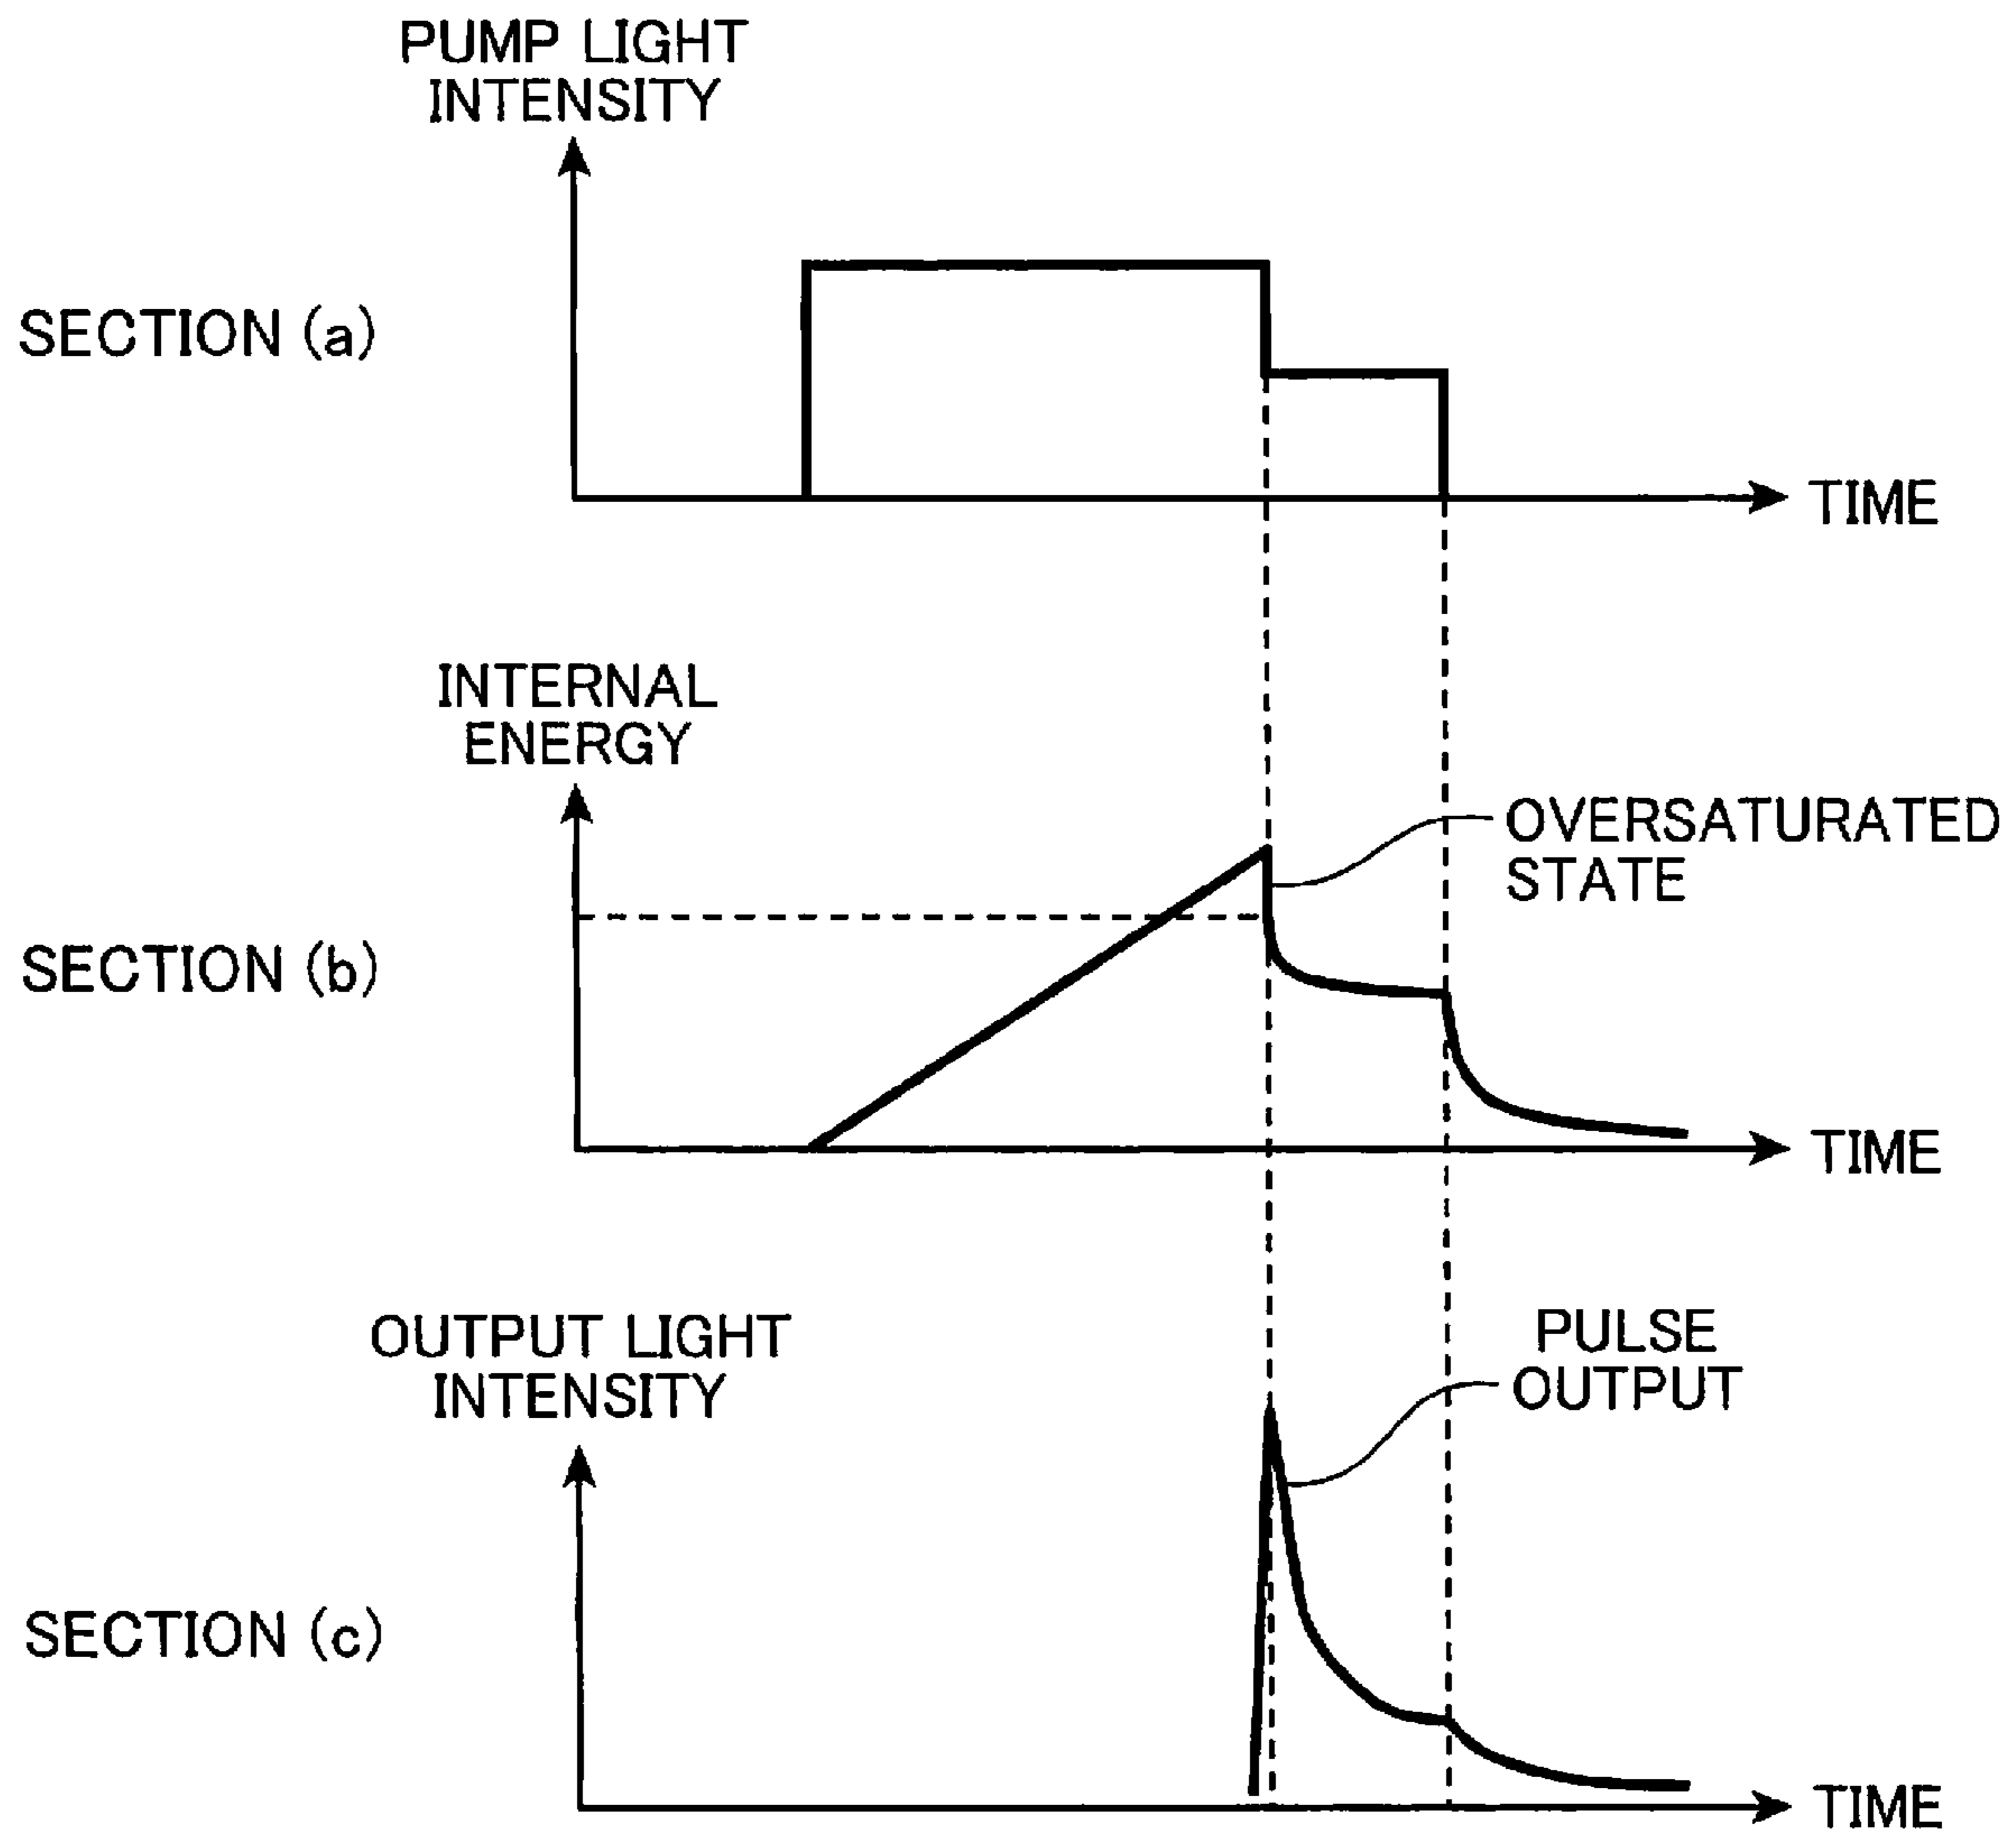 PUMP LIGHT
INTENSITY
SECTION (a)
TIME
INTERNAL
ENERGY
OVERSATURATED
STATE
SECTION (b)
TIME
OUTPUT LIGHT
INTENSITY
PULSE
OUTPUT
SECTION (c)
TIME